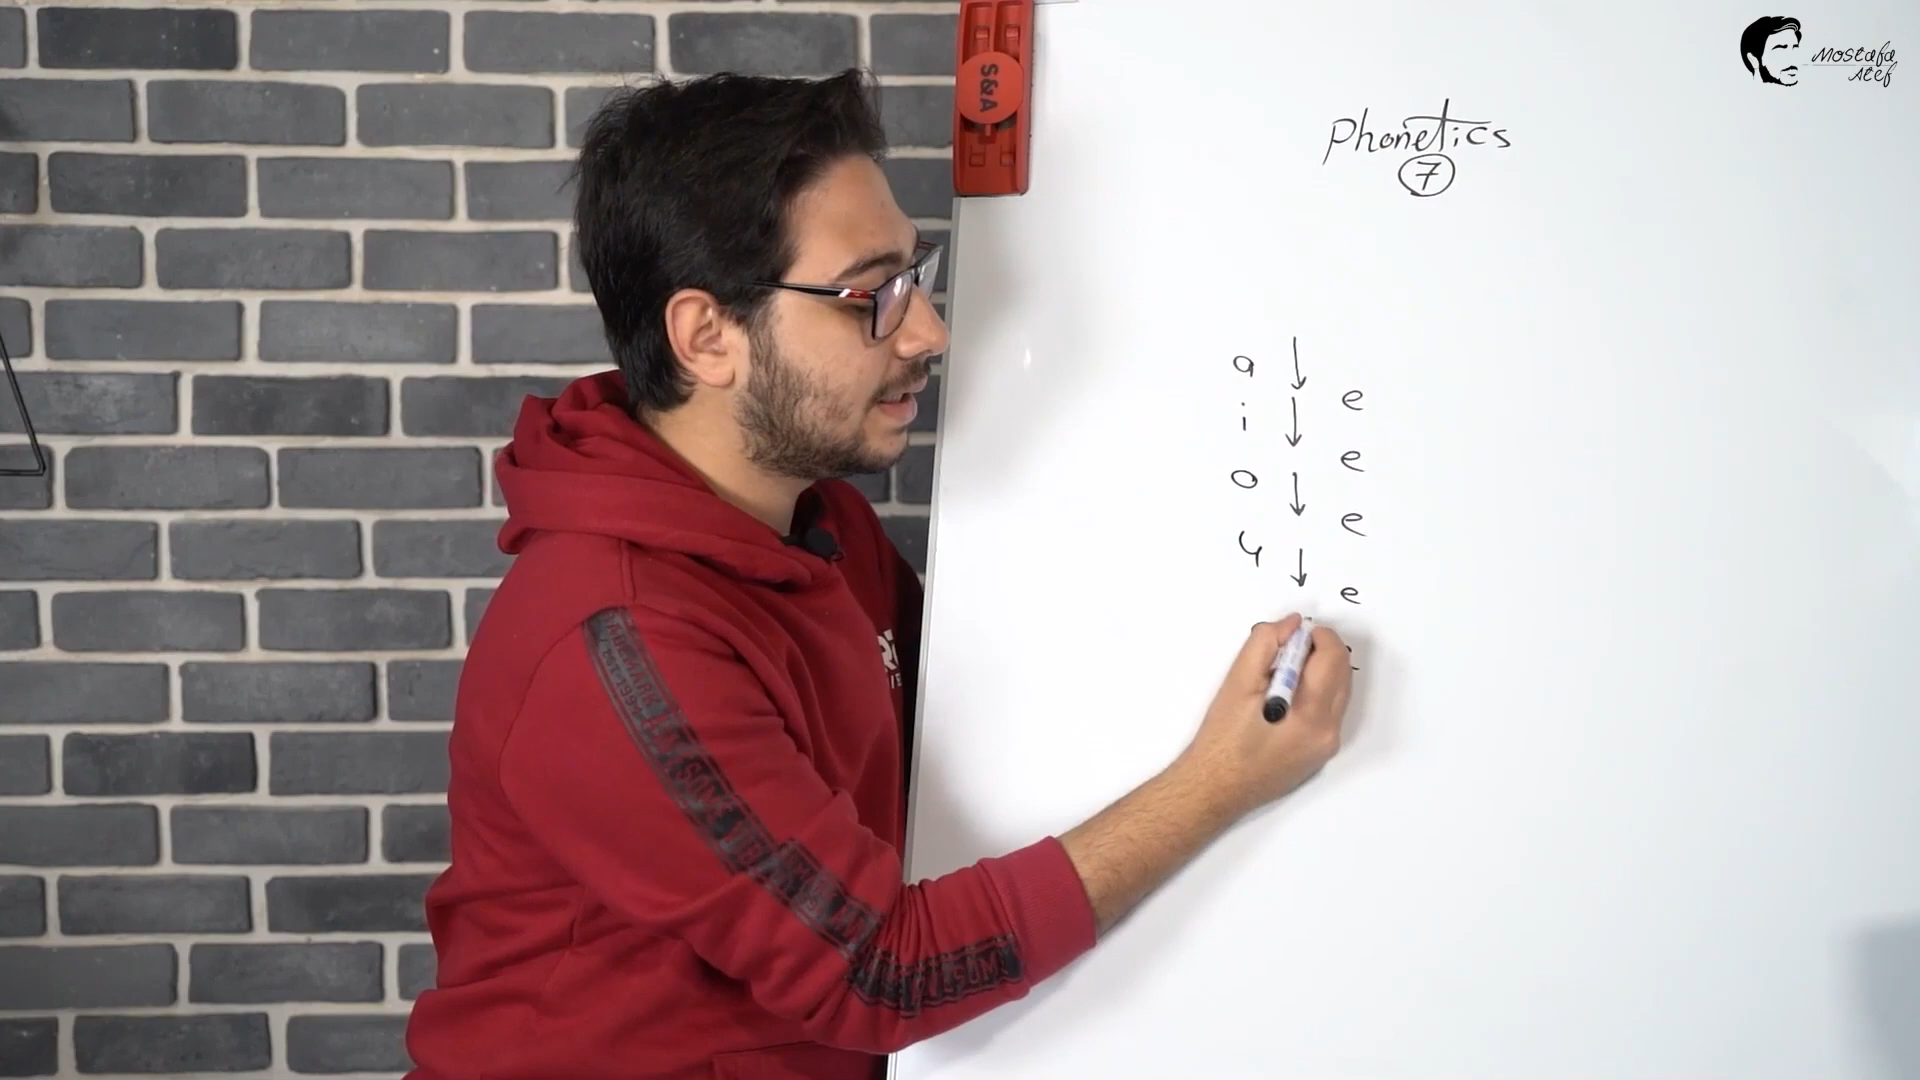 Mostafa
Atef
S&A
Phonetics
7
a ↓ e
i ↓ e
o ↓ e
u ↓ e